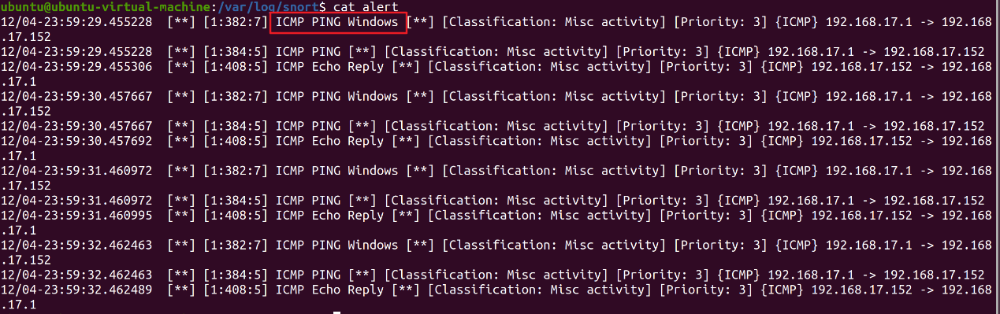 ubuntu@ubuntu-virtual-machine:/var/log/snort$ cat alert
12/04-23:59:29.455228  [**] [1:382:7] ICMP PING Windows [**] [Classification: Misc activity] [Priority: 3] {ICMP} 192.168.17.1 -> 192.168
.17.152
12/04-23:59:29.455228  [**] [1:384:5] ICMP PING [**] [Classification: Misc activity] [Priority: 3] {ICMP} 192.168.17.1 -> 192.168.17.152
12/04-23:59:29.455306  [**] [1:408:5] ICMP Echo Reply [**] [Classification: Misc activity] [Priority: 3] {ICMP} 192.168.17.152 -> 192.168
.17.1
12/04-23:59:30.457667  [**] [1:382:7] ICMP PING Windows [**] [Classification: Misc activity] [Priority: 3] {ICMP} 192.168.17.1 -> 192.168
.17.152
12/04-23:59:30.457667  [**] [1:384:5] ICMP PING [**] [Classification: Misc activity] [Priority: 3] {ICMP} 192.168.17.1 -> 192.168.17.152
12/04-23:59:30.457692  [**] [1:408:5] ICMP Echo Reply [**] [Classification: Misc activity] [Priority: 3] {ICMP} 192.168.17.152 -> 192.168
.17.1
12/04-23:59:31.460972  [**] [1:382:7] ICMP PING Windows [**] [Classification: Misc activity] [Priority: 3] {ICMP} 192.168.17.1 -> 192.168
.17.152
12/04-23:59:31.460972  [**] [1:384:5] ICMP PING [**] [Classification: Misc activity] [Priority: 3] {ICMP} 192.168.17.1 -> 192.168.17.152
12/04-23:59:31.460995  [**] [1:408:5] ICMP Echo Reply [**] [Classification: Misc activity] [Priority: 3] {ICMP} 192.168.17.152 -> 192.168
.17.1
12/04-23:59:32.462463  [**] [1:382:7] ICMP PING Windows [**] [Classification: Misc activity] [Priority: 3] {ICMP} 192.168.17.1 -> 192.168
.17.152
12/04-23:59:32.462463  [**] [1:384:5] ICMP PING [**] [Classification: Misc activity] [Priority: 3] {ICMP} 192.168.17.1 -> 192.168.17.152
12/04-23:59:32.462489  [**] [1:408:5] ICMP Echo Reply [**] [Classification: Misc activity] [Priority: 3] {ICMP} 192.168.17.152 -> 192.168
.17.1